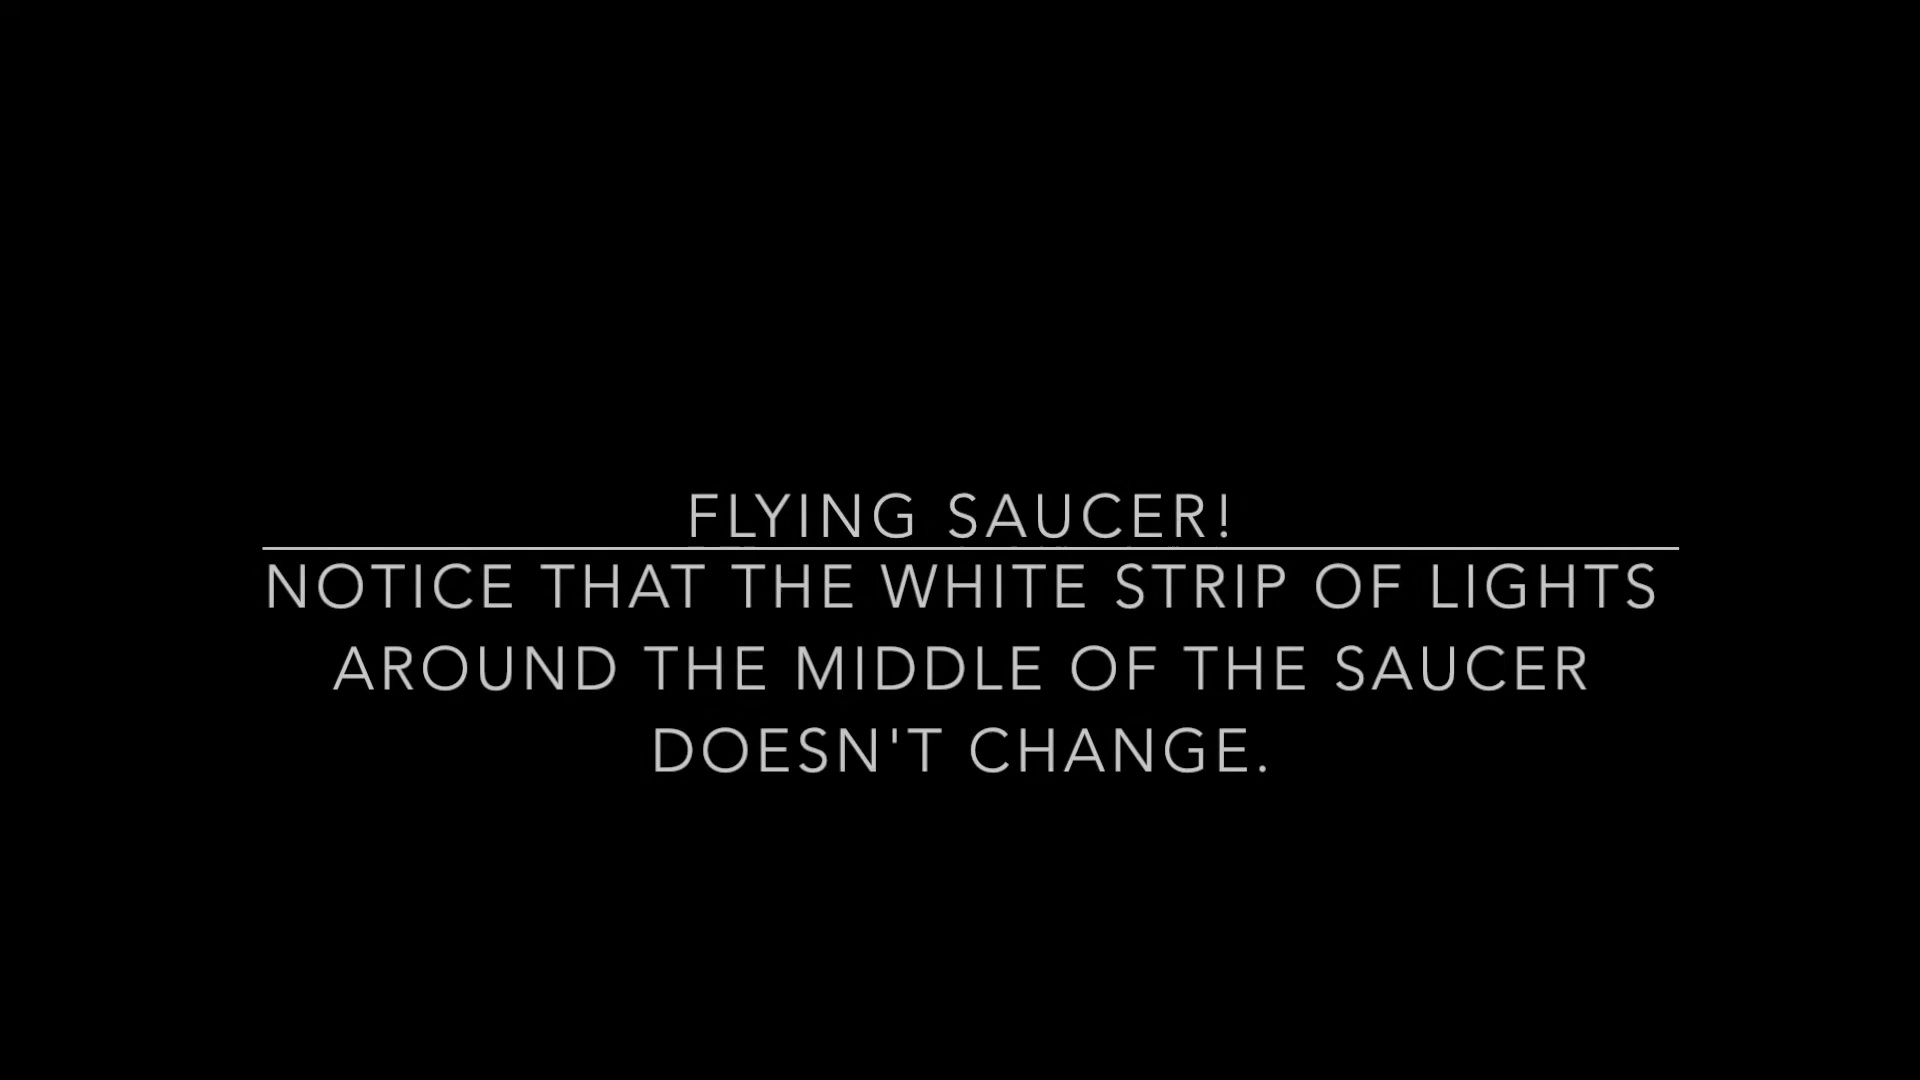 FLYING SAUCER!
NOTICE THAT THE WHITE STRIP OF LIGHTS
AROUND THE MIDDLE OF THE SAUCER
DOESN'T CHANGE.